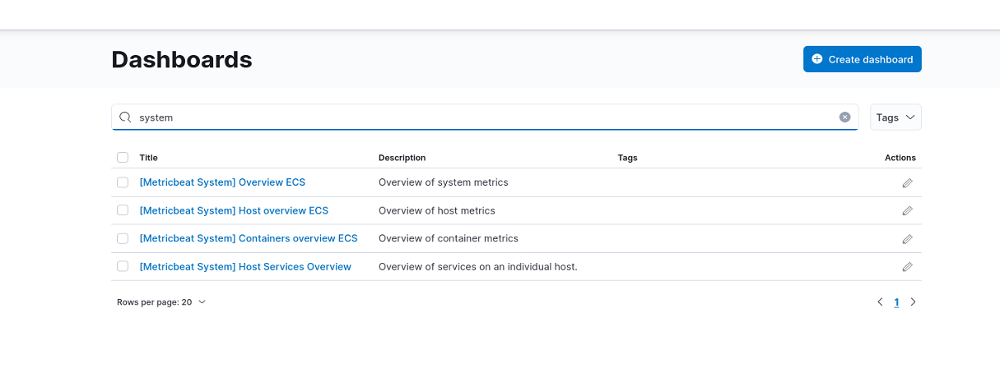 Dashboards
Create dashboard
system
Tags
Title Description Tags Actions
[Metricbeat System] Overview ECS Overview of system metrics
[Metricbeat System] Host overview ECS Overview of host metrics
[Metricbeat System] Containers overview ECS Overview of container metrics
[Metricbeat System] Host Services Overview Overview of services on an individual host.
Rows per page: 20
1